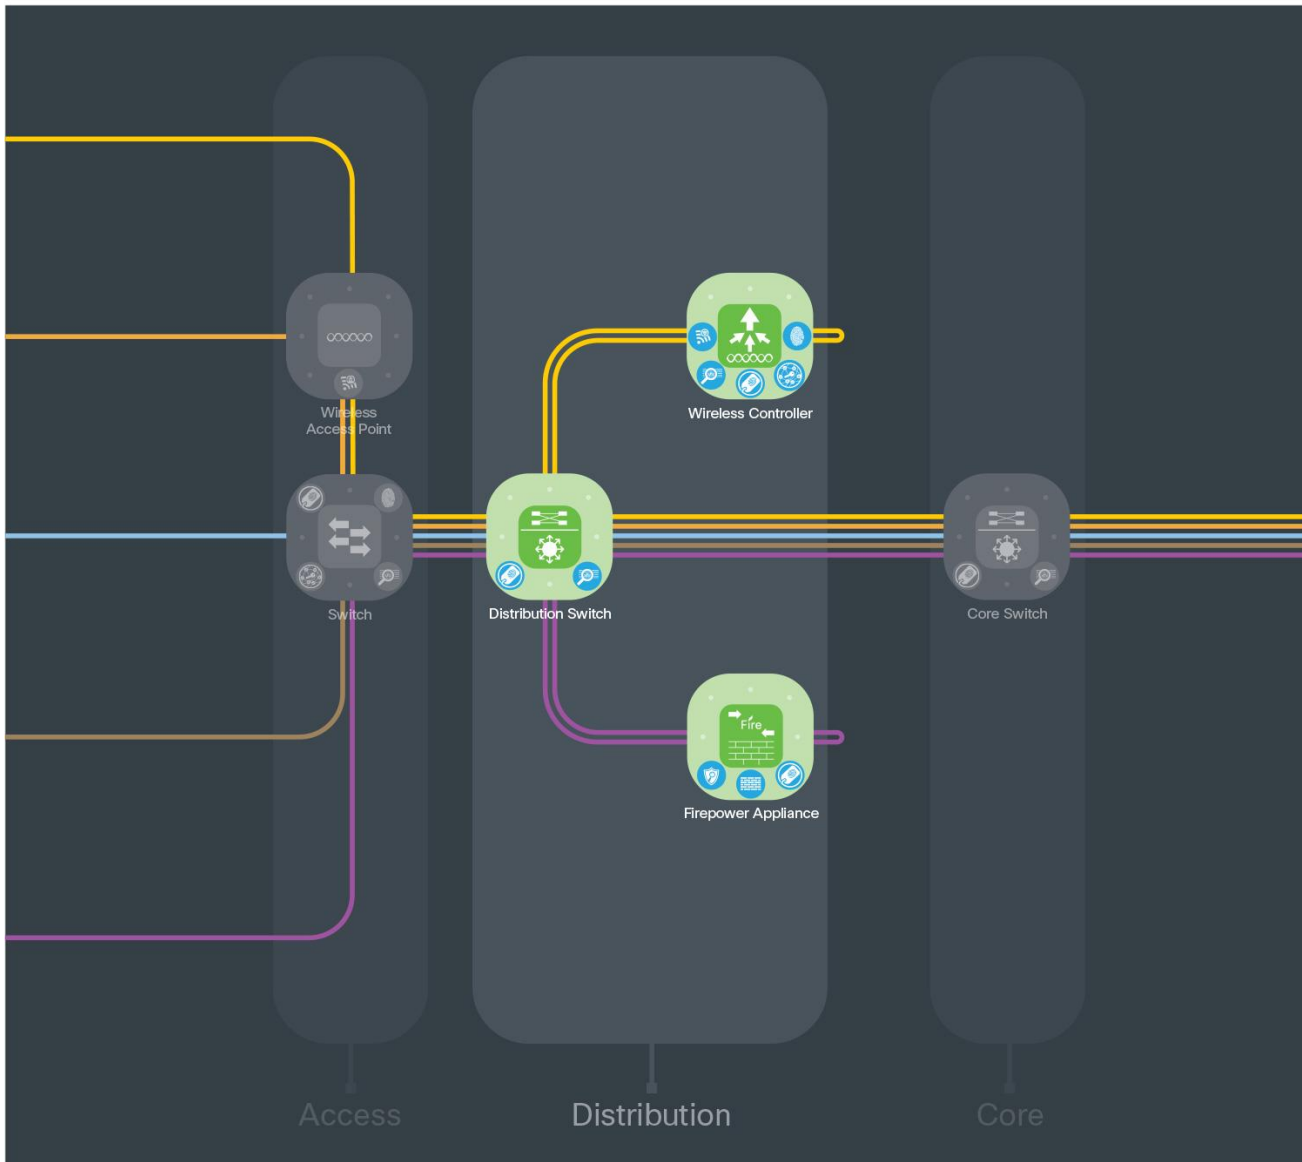 Wireless
Access Point
Wireless Controller
Switch
Distribution Switch
Core Switch
Fire
Firepower Appliance
Access
Distribution
Core